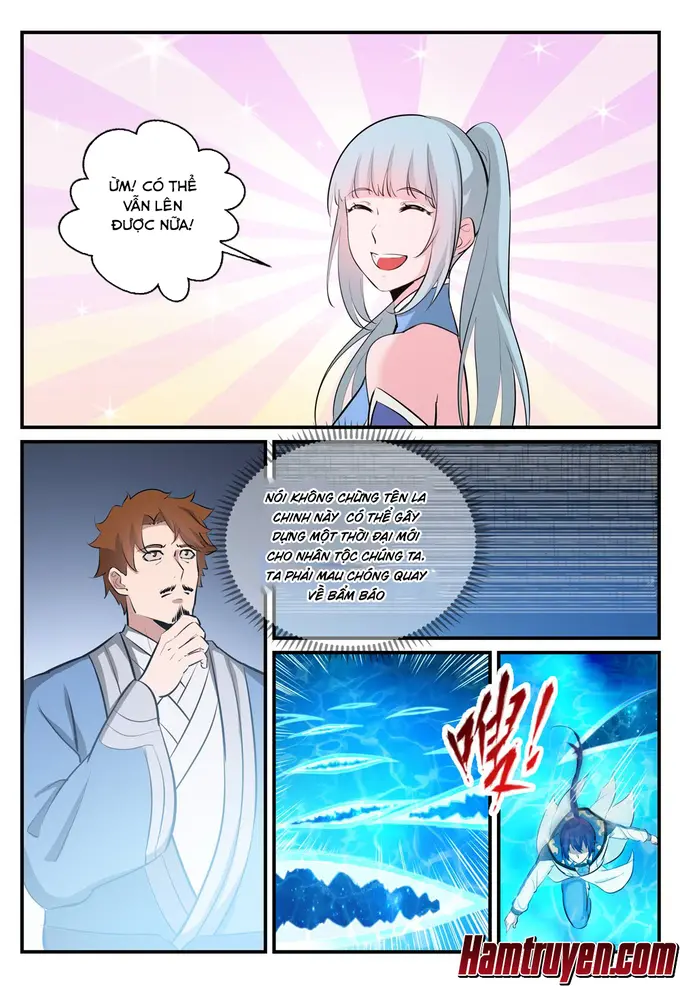 ỪM! CÓ THỂ
VẪN LÊN
ĐƯỢC NỮA!
NÓI KHÔNG CHỪNG TÊN LA
CHINH NÀY CÓ THỂ GÂY
DỰNG MỘT THỜI ĐẠI MỚI
CHO NHÂN TỘC CHÚNG TA.
TA PHẢI MAU CHÓNG QUAY
VỀ BẨM BÁO
嗖!
Hamtruyen.com